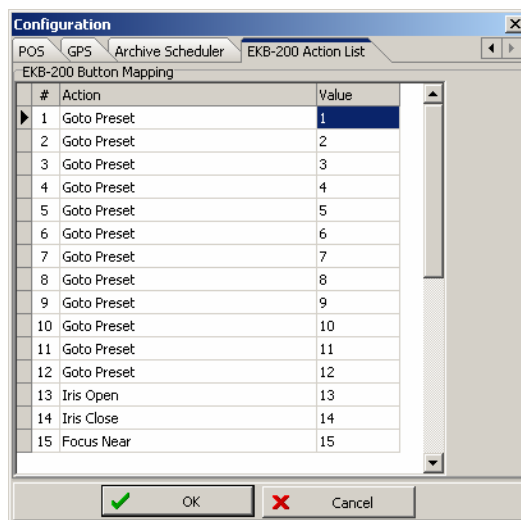 Configuration
POS GPS Archive Scheduler EKB-200 Action List
EKB-200 Button Mapping
# Action Value
1 Goto Preset 1
2 Goto Preset 2
3 Goto Preset 3
4 Goto Preset 4
5 Goto Preset 5
6 Goto Preset 6
7 Goto Preset 7
8 Goto Preset 8
9 Goto Preset 9
10 Goto Preset 10
11 Goto Preset 11
12 Goto Preset 12
13 Iris Open 13
14 Iris Close 14
15 Focus Near 15
OK Cancel